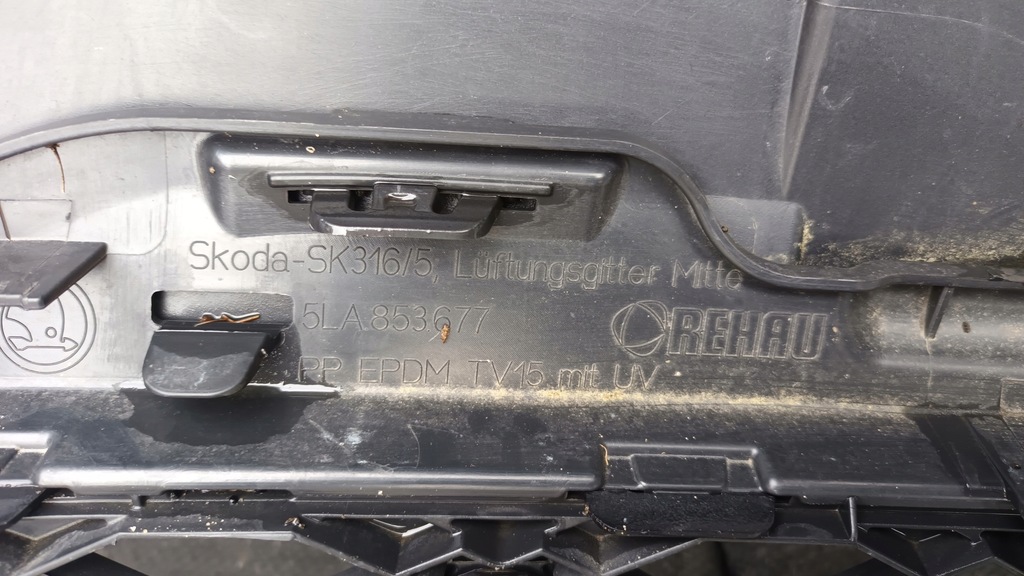 Skoda-SK316/5, Lüftungsgitter Mitte
5LA 853 677
REHAU
PP EPDM TV15 mit UV